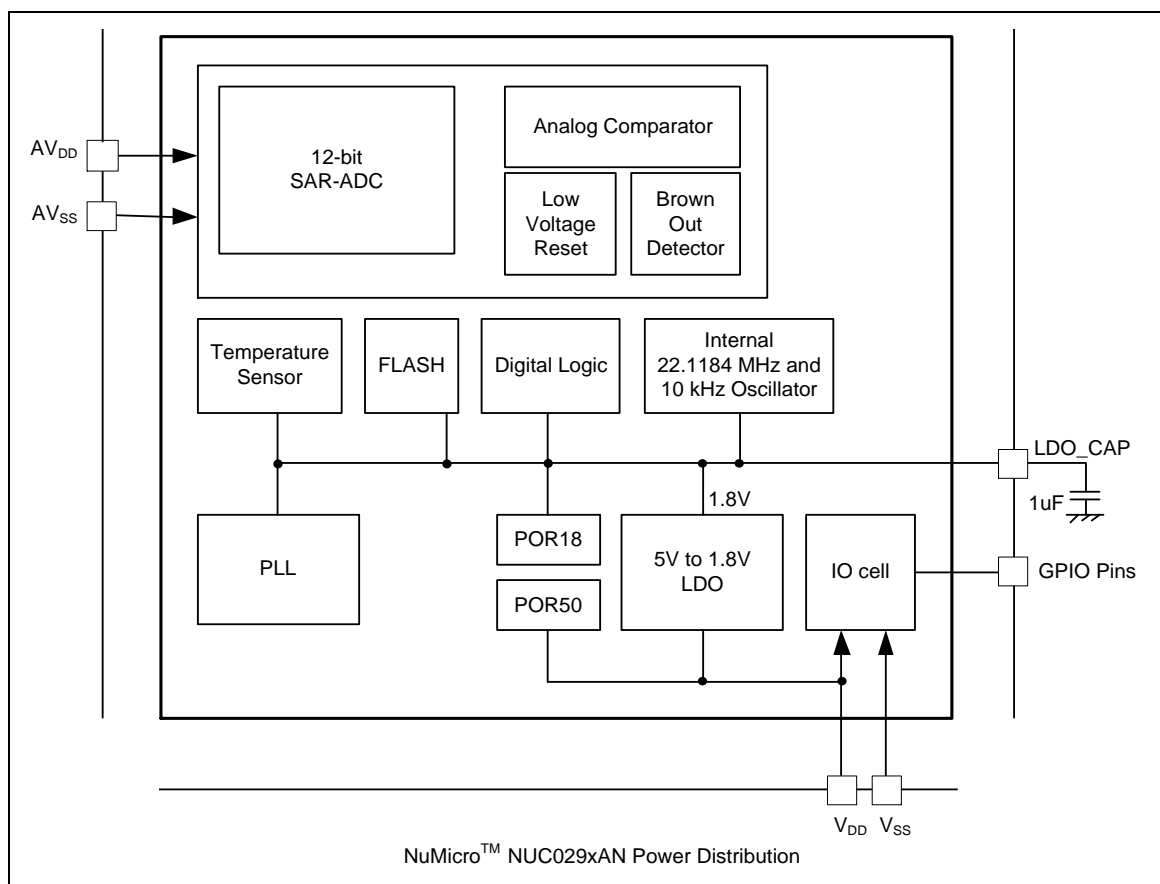 AVDD
AVSS
12-bit
SAR-ADC
Analog Comparator
Low
Voltage
Reset
Brown
Out
Detector
Temperature
Sensor
FLASH
Digital Logic
Internal
22.1184 MHz and
10 kHz Oscillator
LDO_CAP
1uF
1.8V
PLL
POR18
POR50
5V to 1.8V
LDO
IO cell
GPIO Pins
VDD
VSS
NuMicro™ NUC029xAN Power Distribution